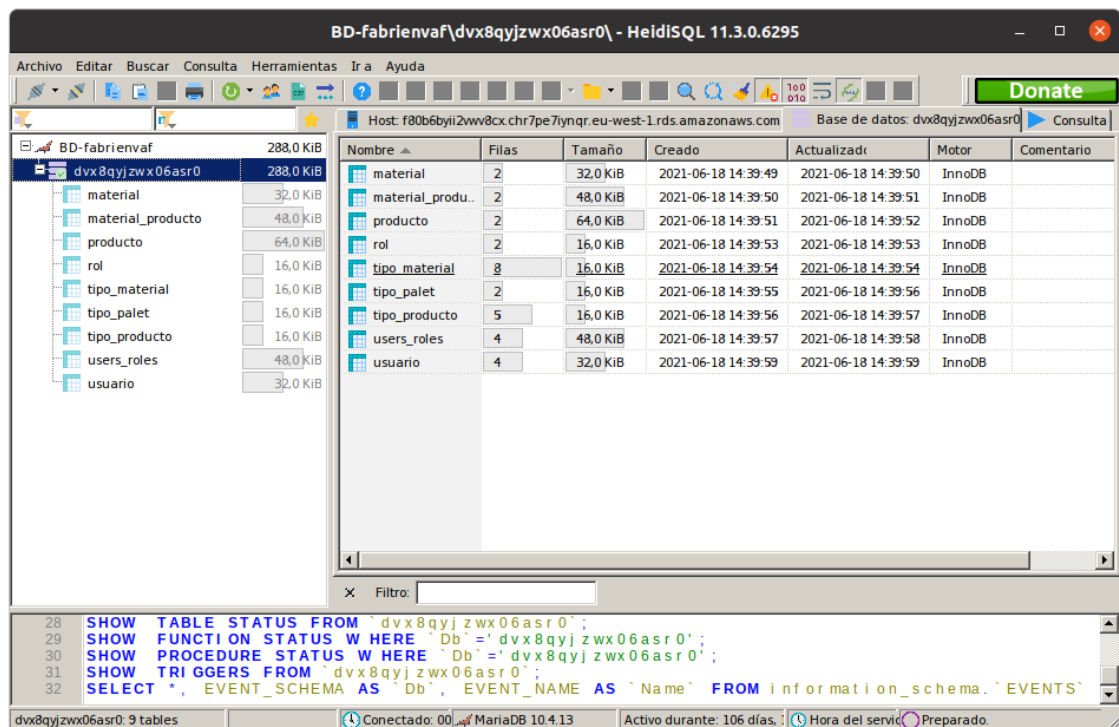 BD-fabrienvaf\dvx8qyjzwx06asr0\ - HeidiSQL 11.3.0.6295
Archivo Editar Buscar Consulta Herramientas Ir a Ayuda
Donate
Host: f80b6byii2vwv8cx.chr7pe7iynqr.eu-west-1.rds.amazonaws.com Base de datos: dvx8qyjzwx06asr0 Consulta
BD-fabrienvaf 288,0 KiB
dvx8qyjzwx06asr0 288,0 KiB
material 32,0 KiB
material_producto 48,0 KiB
producto 64,0 KiB
rol 16,0 KiB
tipo_material 16,0 KiB
tipo_palet 16,0 KiB
tipo_producto 16,0 KiB
users_roles 48,0 KiB
usuario 32,0 KiB
Nombre Filas Tamaño Creado Actualizado Motor Comentario
material 2 32,0 KiB 2021-06-18 14:39:49 2021-06-18 14:39:50 InnoDB
material_produ.. 2 48,0 KiB 2021-06-18 14:39:50 2021-06-18 14:39:51 InnoDB
producto 2 64,0 KiB 2021-06-18 14:39:51 2021-06-18 14:39:52 InnoDB
rol 2 16,0 KiB 2021-06-18 14:39:53 2021-06-18 14:39:53 InnoDB
tipo_material 8 16,0 KiB 2021-06-18 14:39:54 2021-06-18 14:39:54 InnoDB
tipo_palet 2 16,0 KiB 2021-06-18 14:39:55 2021-06-18 14:39:56 InnoDB
tipo_producto 5 16,0 KiB 2021-06-18 14:39:56 2021-06-18 14:39:57 InnoDB
users_roles 4 48,0 KiB 2021-06-18 14:39:57 2021-06-18 14:39:58 InnoDB
usuario 4 32,0 KiB 2021-06-18 14:39:59 2021-06-18 14:39:59 InnoDB
Filtro:
28 SHOW TABLE STATUS FROM `dvx8qyjzwx06asr0`;
29 SHOW FUNCTION STATUS WHERE `Db`='dvx8qyjzwx06asr0';
30 SHOW PROCEDURE STATUS WHERE `Db`='dvx8qyjzwx06asr0';
31 SHOW TRIGGERS FROM `dvx8qyjzwx06asr0`;
32 SELECT *, EVENT_SCHEMA AS `Db`, EVENT_NAME AS `Name` FROM information_schema.`EVENTS`
dvx8qyjzwx06asr0: 9 tables Conectado: 00 MariaDB 10.4.13 Activo durante: 106 días, Hora del servic Preparado.